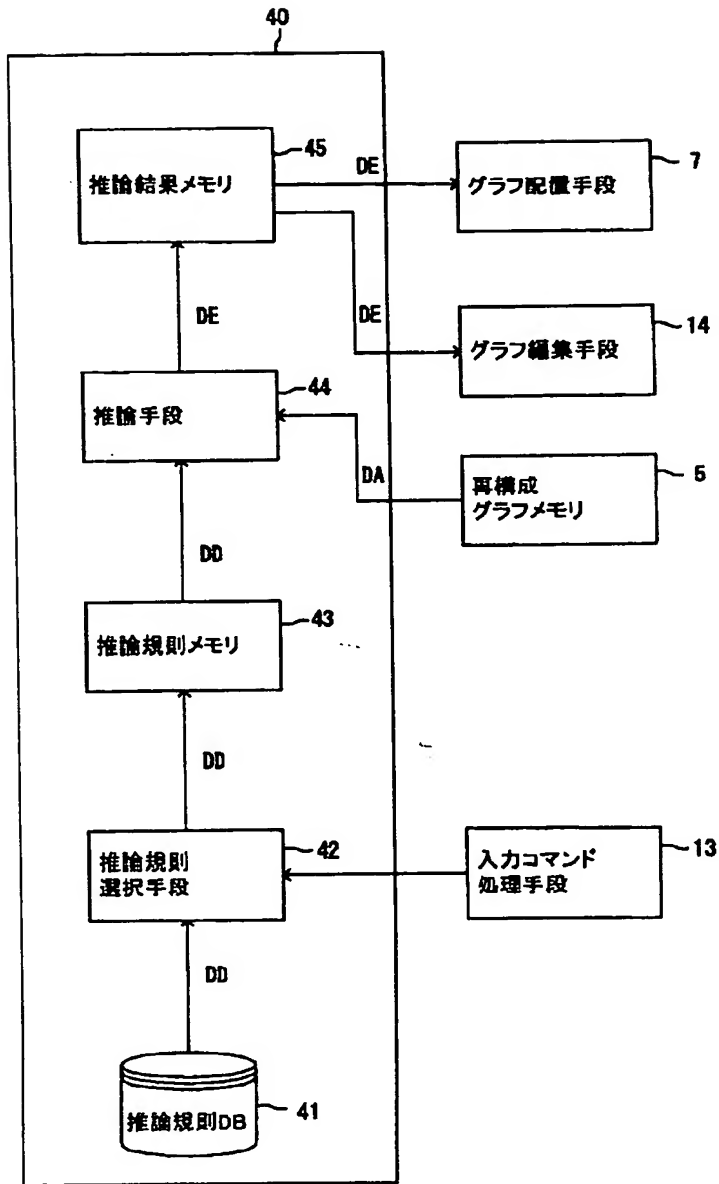 40
推論結果メモリ
45
DE
グラフ配置手段
7
DE
DE
グラフ編集手段
14
推論手段
44
DA
再構成
グラフメモリ
5
DD
推論規則メモリ
43
DD
推論規則
選択手段
42
入力コマンド
処理手段
13
DD
推論規則DB
41